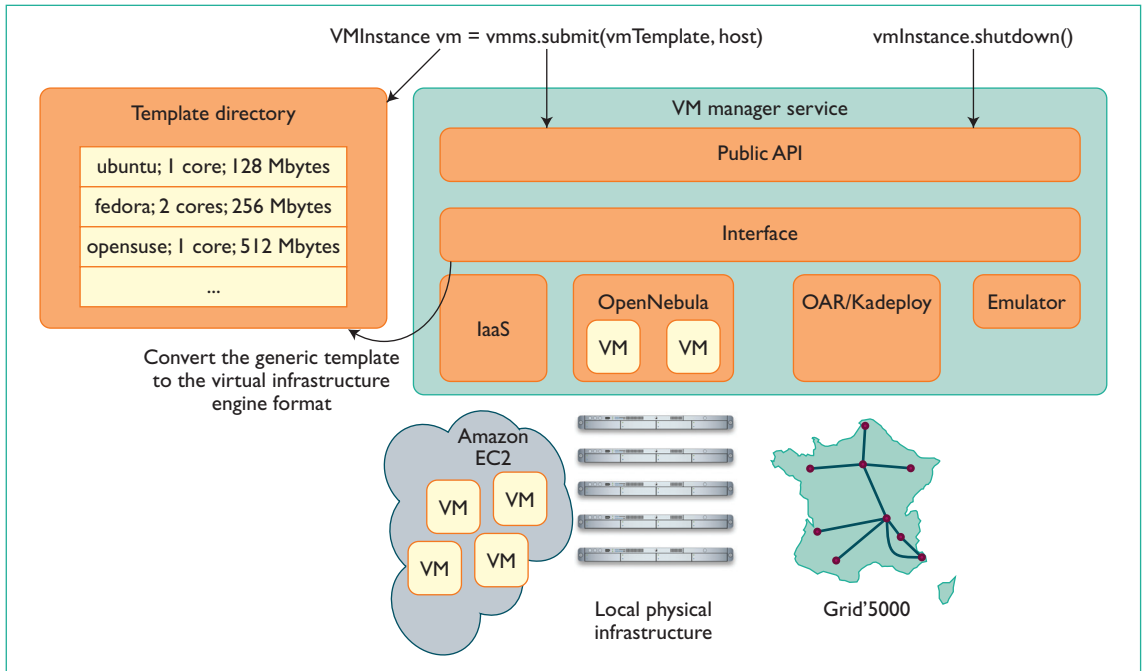 VMInstance vm = vmms.submit(vmTemplate, host)
vmInstance.shutdown()
Template directory
ubuntu; 1 core; 128 Mbytes
fedora; 2 cores; 256 Mbytes
opensuse; 1 core; 512 Mbytes
...
VM manager service
Public API
Interface
IaaS
OpenNebula
VM
VM
OAR/Kadeploy
Emulator
Convert the generic template
to the virtual infrastructure
engine format
Amazon
EC2
VM
VM
VM
VM
Local physical
infrastructure
Grid'5000